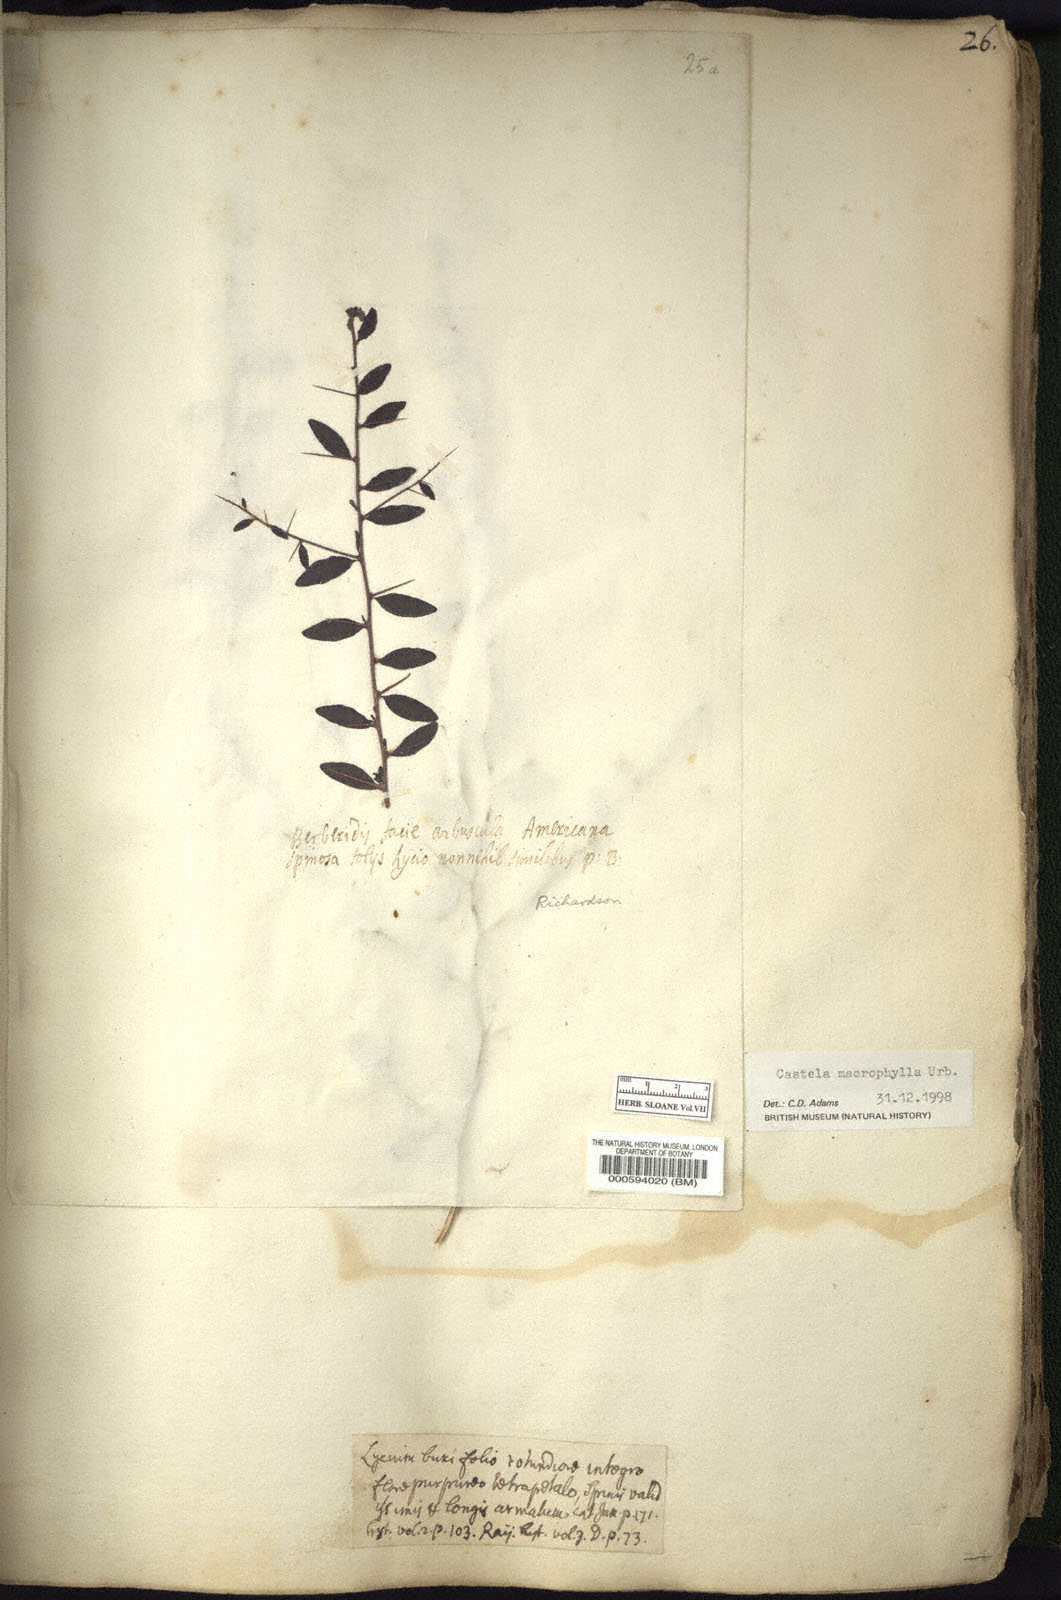 26.
25a
Berberidis facie arbuscula Americana
spinosa folys Lycio nonnihil similibus p: B:
Richardson
mm 1 2 3
HERB. SLOANE Vol.VII
Castela macrophylla Urb.
Det.: C.D. Adams 31.12.1998
BRITISH MUSEUM (NATURAL HISTORY)
THE NATURAL HISTORY MUSEUM, LONDON
DEPARTMENT OF BOTANY
000594020 (BM)
Lycium buxi folio rotundiore integro
flore purpureo tetrapetalo, Spinis valid
issimis & longis armatum. cat Jam p. 171.
hist. vol. 2. p. 103. Raij. hist. vol. 3. D. p. 73.